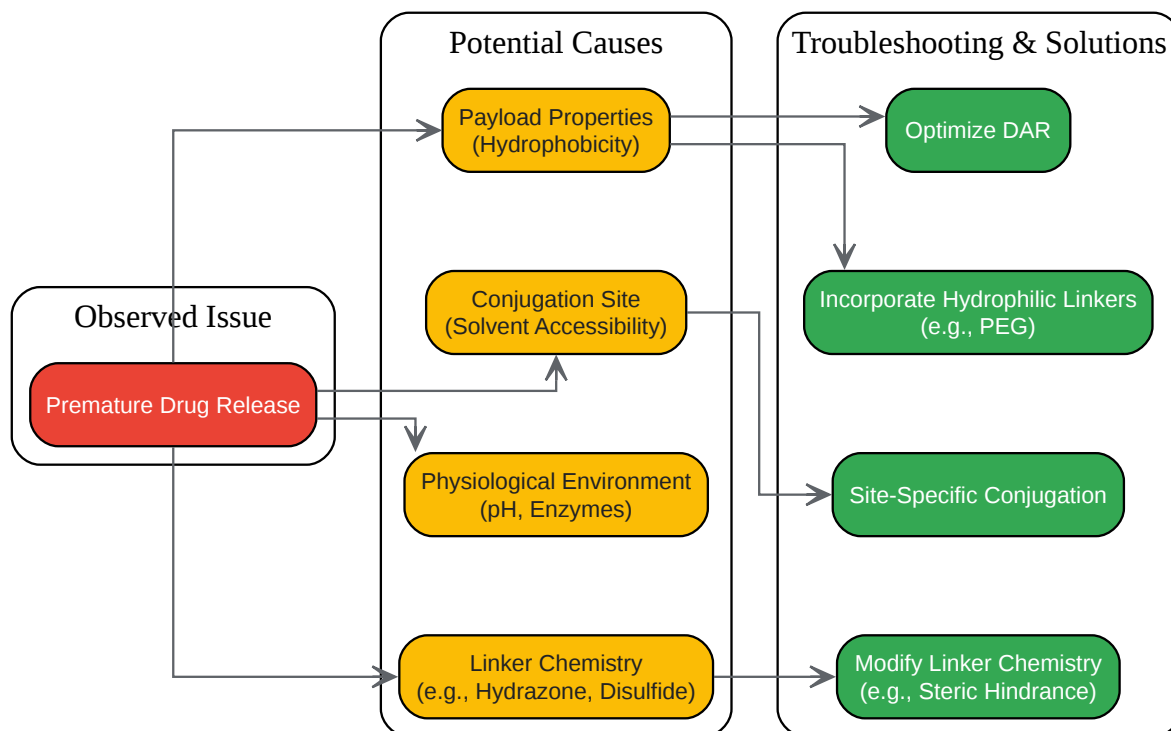 Potential Causes
Troubleshooting & Solutions
Payload Properties
(Hydrophobicity)
Optimize DAR
Observed Issue
Conjugation Site
(Solvent Accessibility)
Incorporate Hydrophilic Linkers
(e.g., PEG)
Premature Drug Release
Physiological Environment
(pH, Enzymes)
Site-Specific Conjugation
Linker Chemistry
(e.g., Hydrazone, Disulfide)
Modify Linker Chemistry
(e.g., Steric Hindrance)